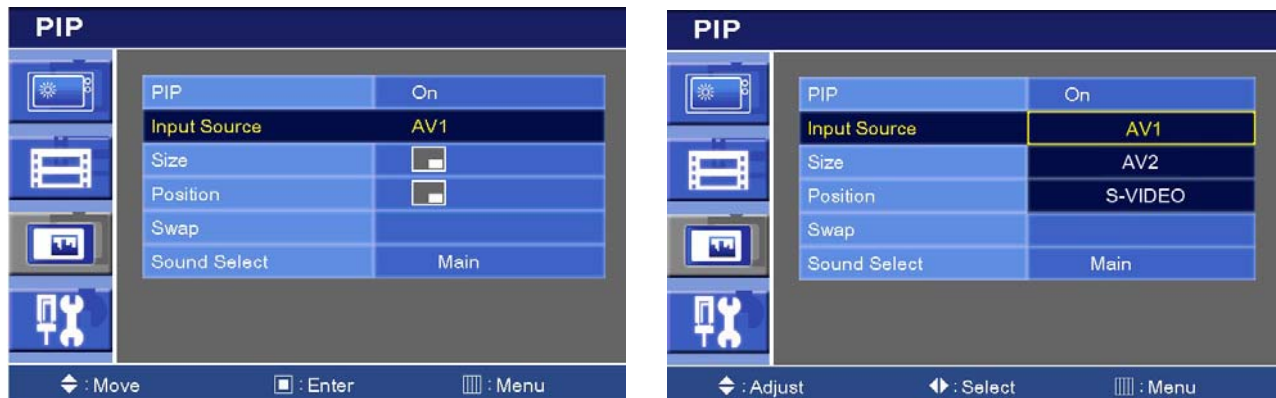 PIP
PIP On
Input Source AV1
Size
Position
Swap
Sound Select Main
: Move : Enter : Menu
PIP
PIP On
Input Source AV1
Size AV2
Position S-VIDEO
Swap
Sound Select Main
: Adjust : Select : Menu